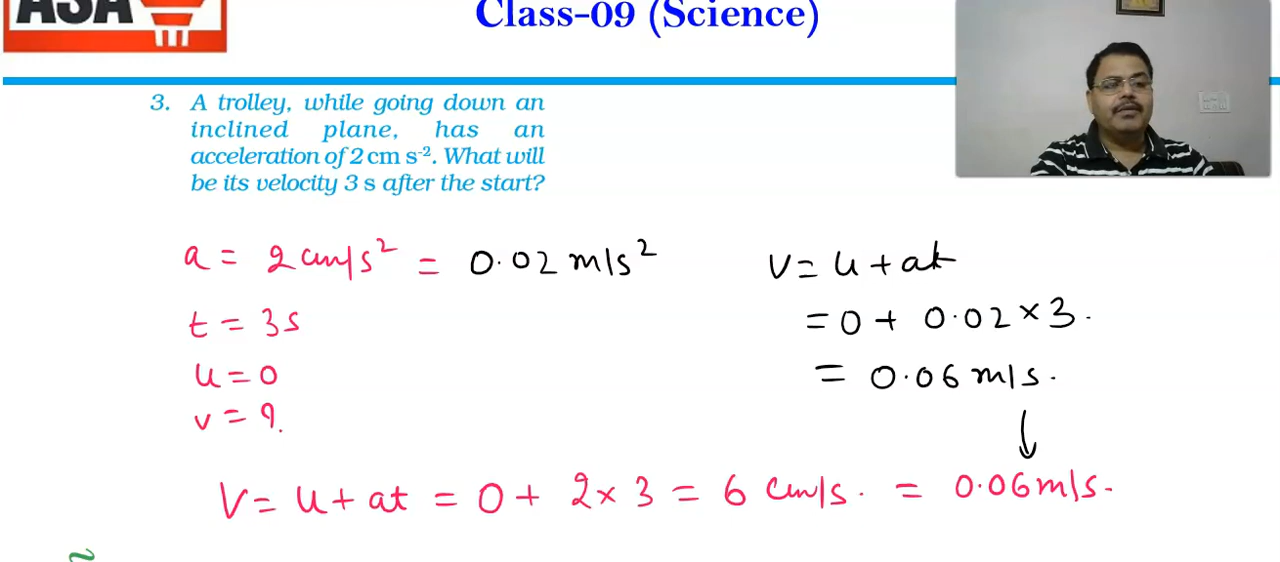 ASA
Class-09 (Science)
3. A trolley, while going down an
inclined plane, has an
acceleration of 2 cm s⁻². What will
be its velocity 3 s after the start?
a = 2 cm/s² = 0.02 m/s²
t = 3s
u = 0
v = ?
v = u + at
= 0 + 0.02 × 3.
= 0.06 m/s.
↓
V = u + at = 0 + 2 × 3 = 6 cm/s. = 0.06 m/s.